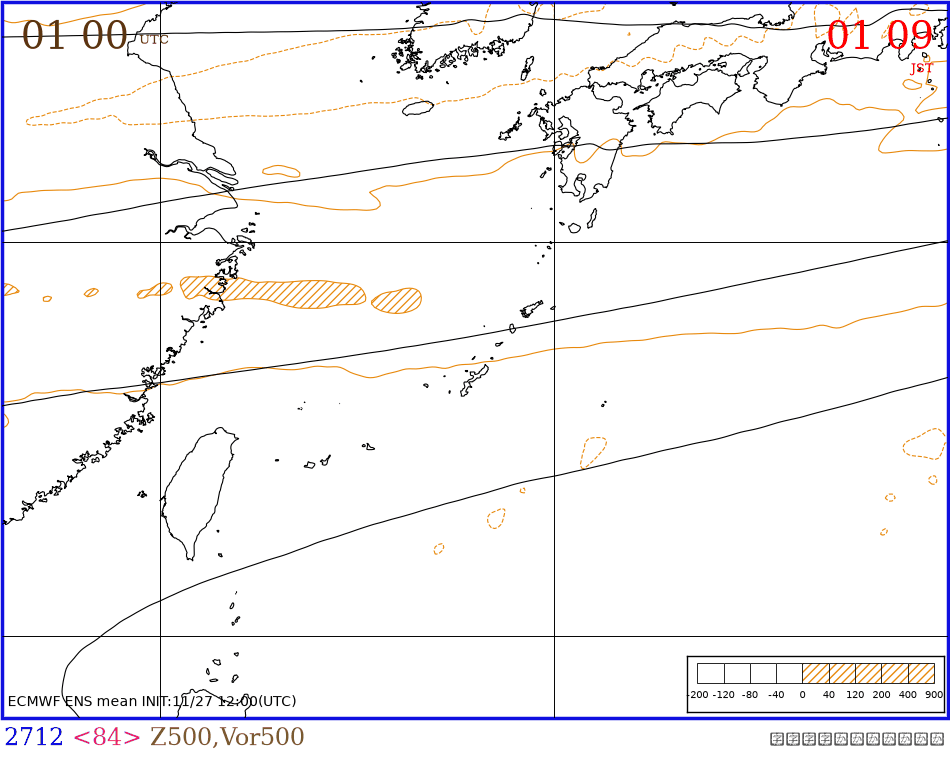 01 00 UTC
01 09
JST
ECMWF ENS mean INIT:11/27 12:00(UTC)
-200 -120 -80 -40 0 40 120 200 400 900
2712 <84> Z500,Vor500